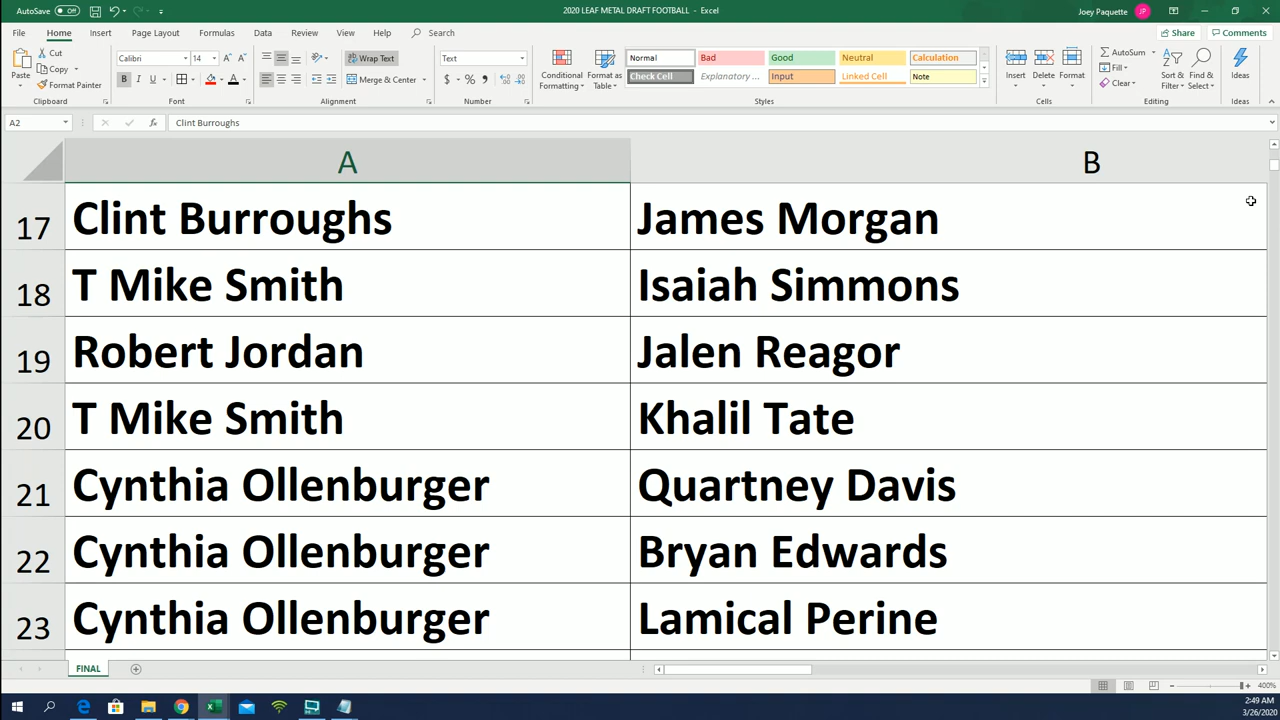 AutoSave Off
2020 LEAF METAL DRAFT FOOTBALL - Excel
Joey Paquette JP
File Home Insert Page Layout Formulas Data Review View Help Search Share Comments
Paste Cut Copy Format Painter Clipboard
Calibri 14 B I U A Font
Wrap Text Merge & Center Alignment
Text $ % Number
Conditional Formatting Format as Table
Normal Bad Good Neutral Calculation
Check Cell Explanatory ... Input Linked Cell Note
Styles
Insert Delete Format Cells
AutoSum Fill Clear Sort & Filter Find & Select Editing
Ideas Ideas
A2 fx Clint Burroughs
A B
17 Clint Burroughs James Morgan
18 T Mike Smith Isaiah Simmons
19 Robert Jordan Jalen Reagor
20 T Mike Smith Khalil Tate
21 Cynthia Ollenburger Quartney Davis
22 Cynthia Ollenburger Bryan Edwards
23 Cynthia Ollenburger Lamical Perine
FINAL
400%
2:49 AM
3/26/2020